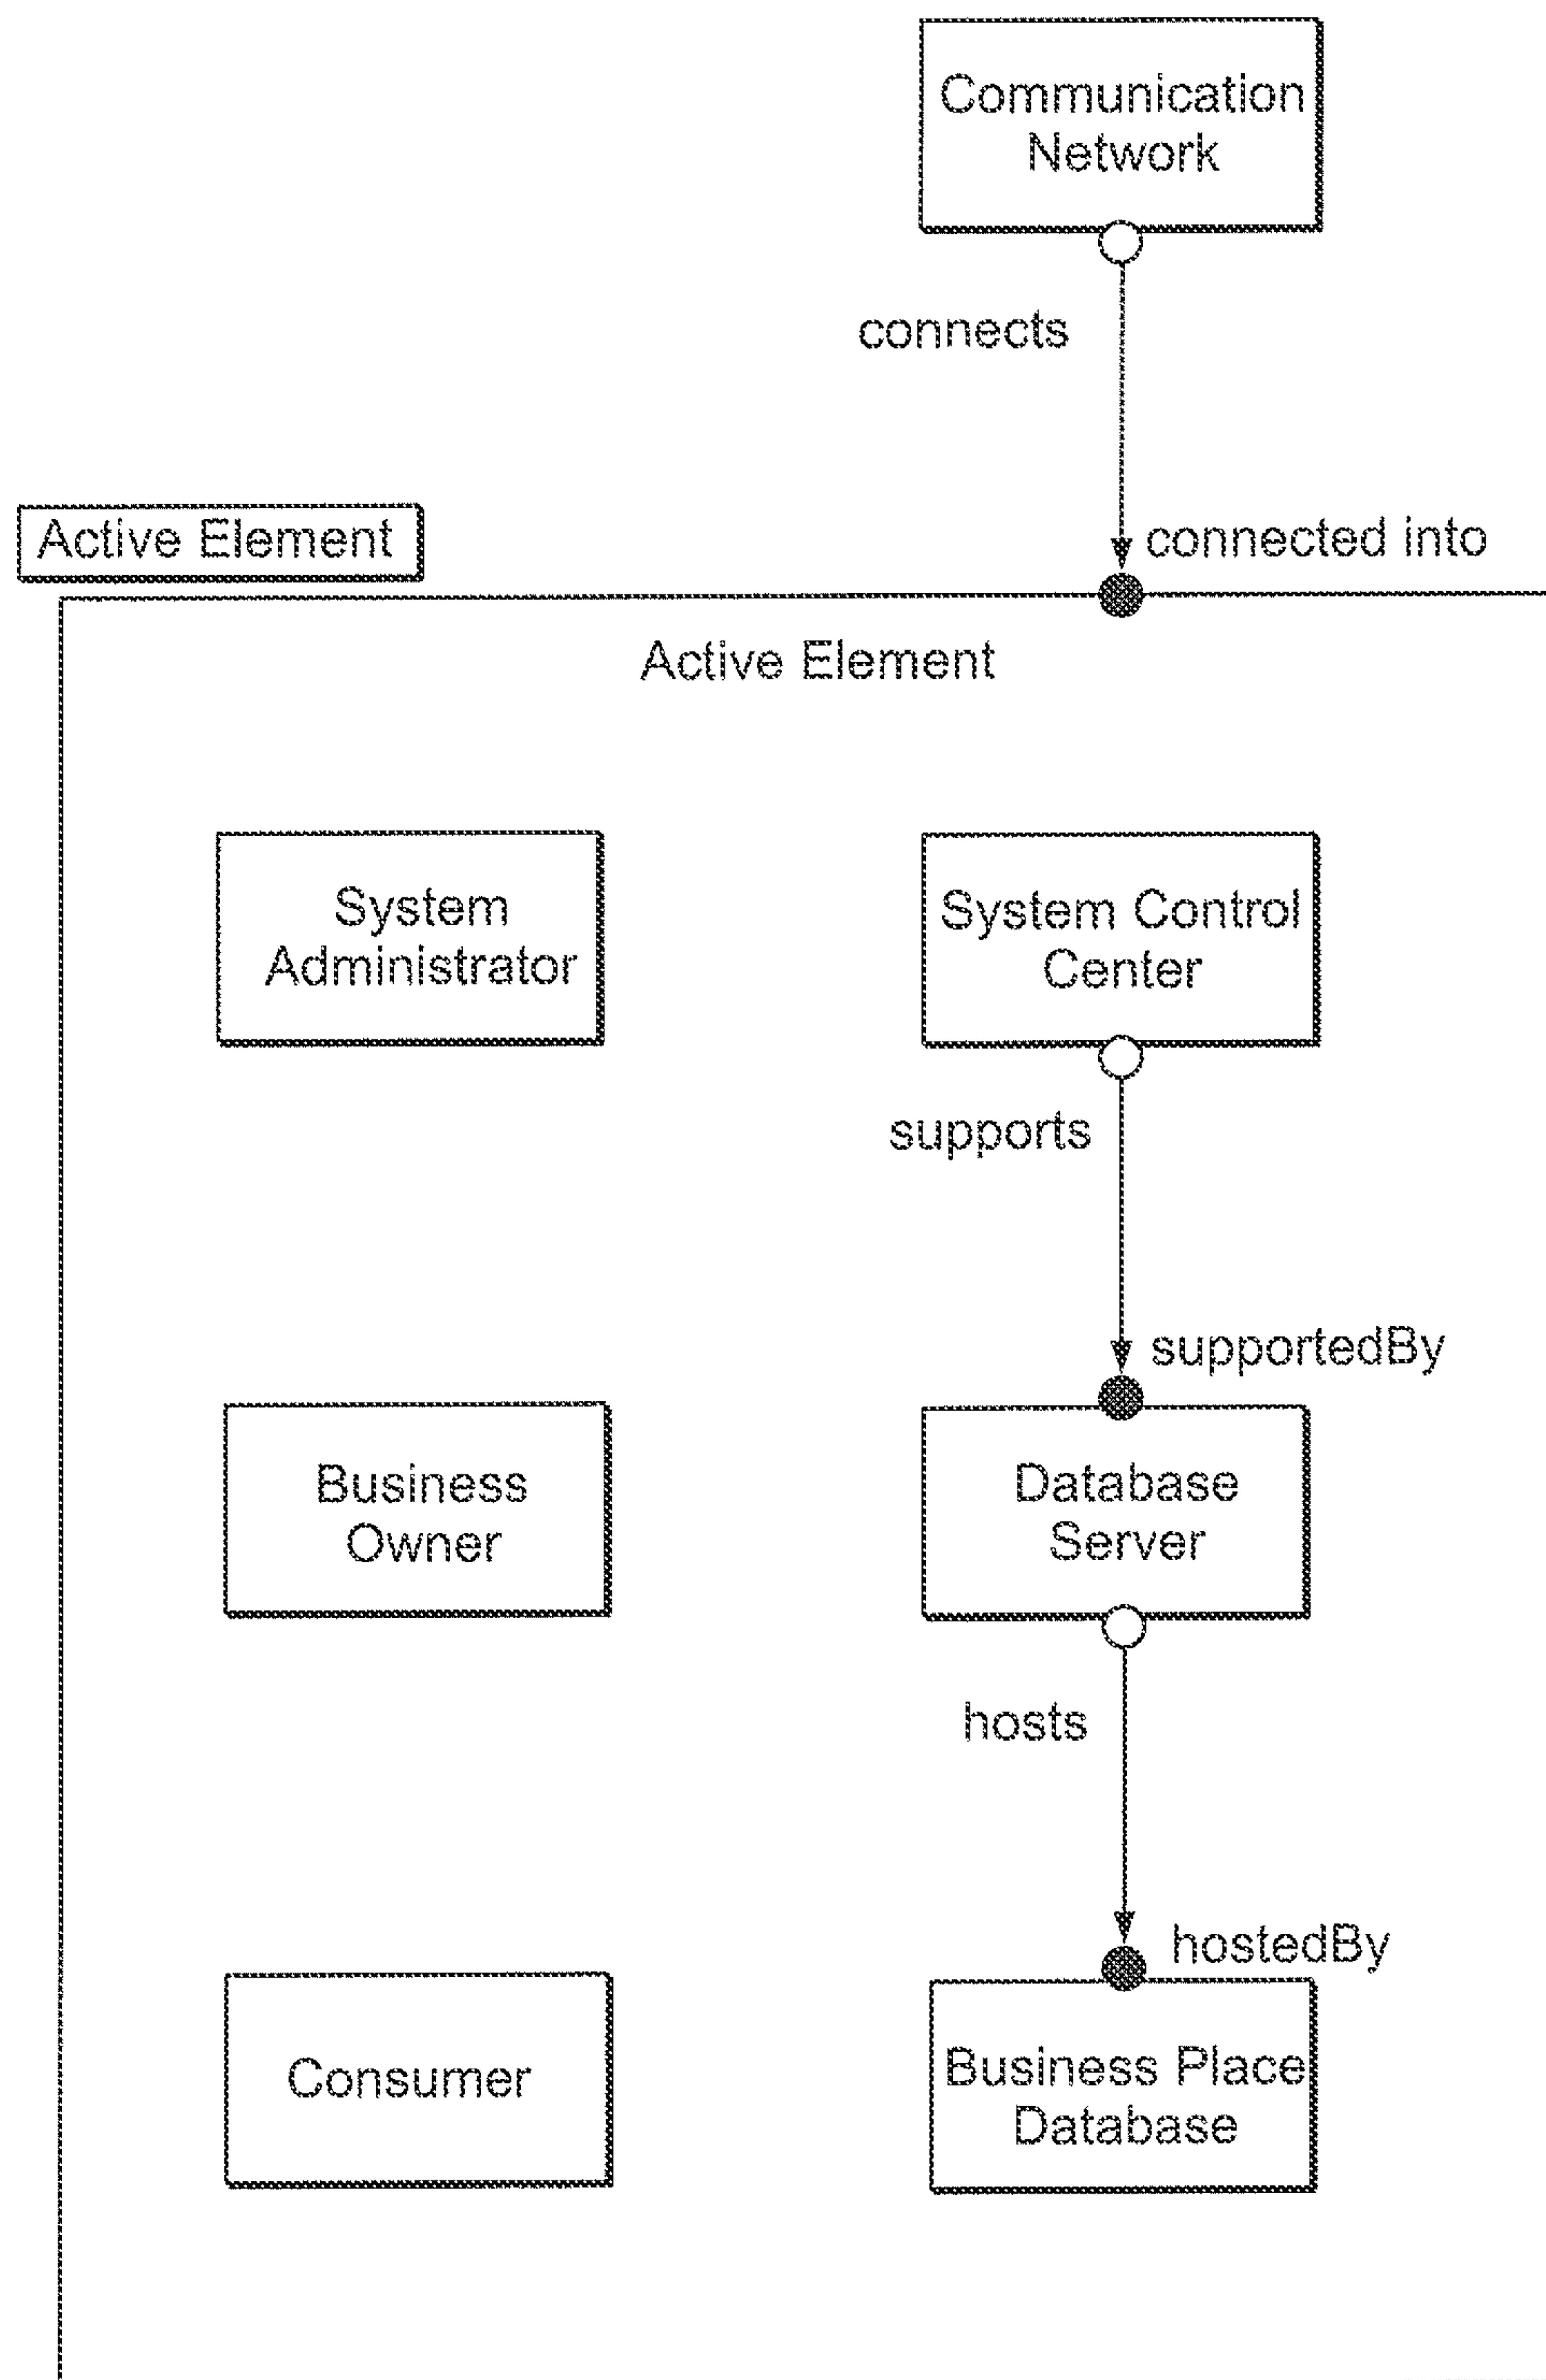 Communication
Network
connects
connected into
Active Element
Active Element
System
Administrator
System Control
Center
supports
supportedBy
Business
Owner
Database
Server
hosts
hostedBy
Consumer
Business Place
Database